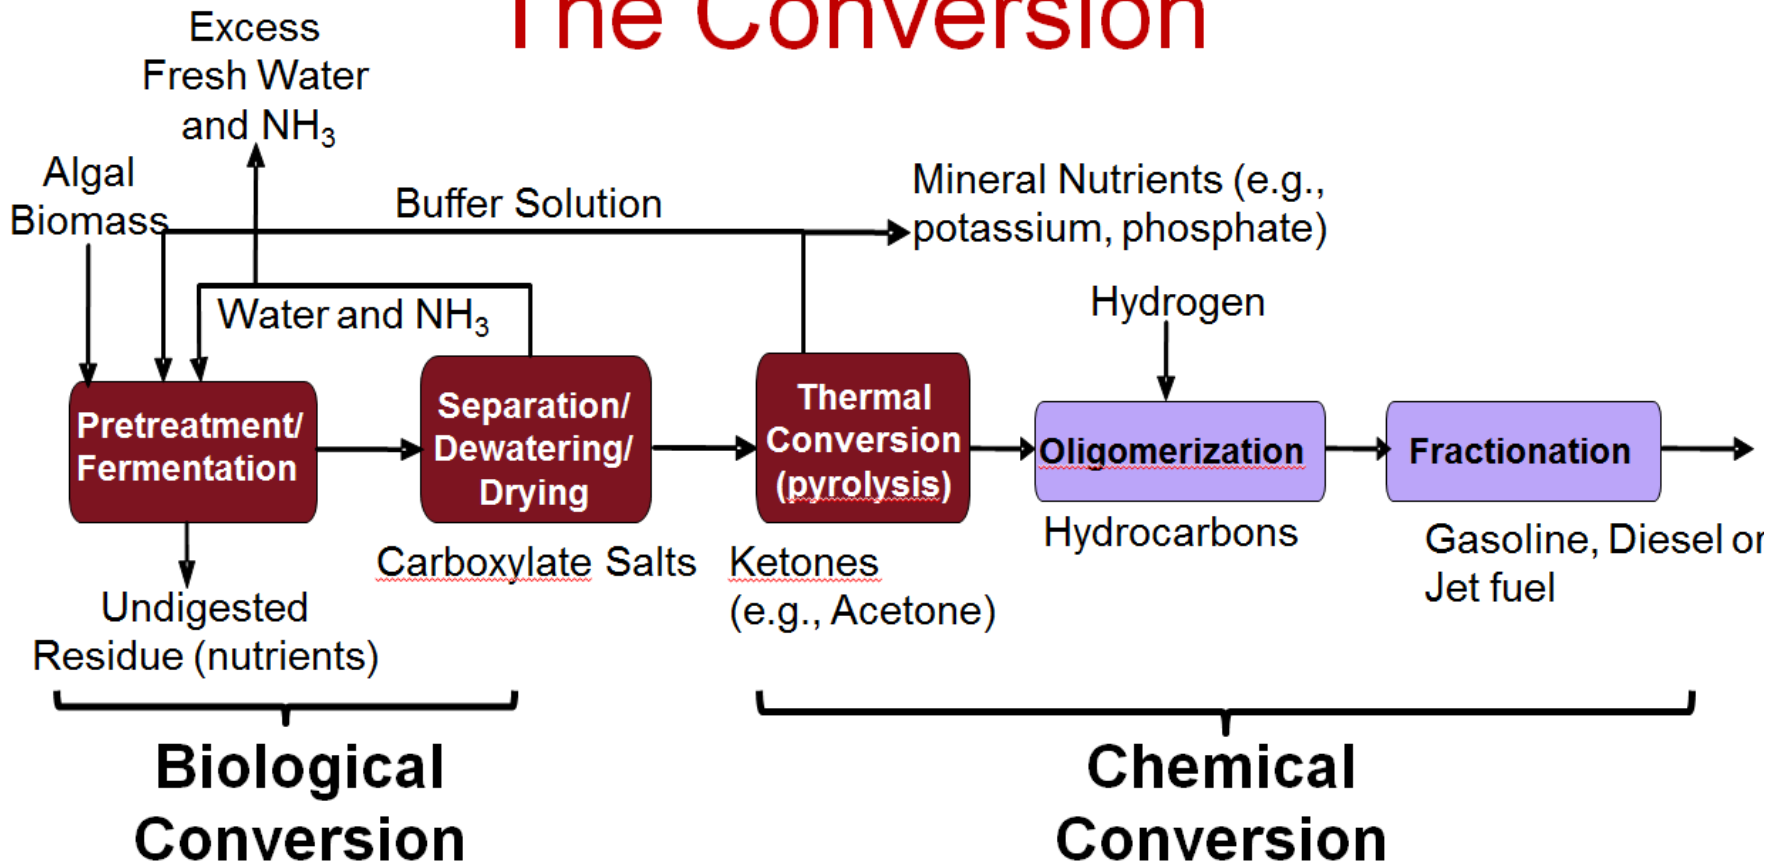 The Conversion
Excess
Fresh Water
and NH₃
Algal
Biomass
Buffer Solution
Mineral Nutrients (e.g.,
potassium, phosphate)
Water and NH₃
Hydrogen
Pretreatment/
Fermentation
Separation/
Dewatering/
Drying
Thermal
Conversion
(pyrolysis)
Oligomerization
Fractionation
Carboxylate Salts
Ketones
(e.g., Acetone)
Hydrocarbons
Gasoline, Diesel or
Jet fuel
Undigested
Residue (nutrients)
Biological
Conversion
Chemical
Conversion